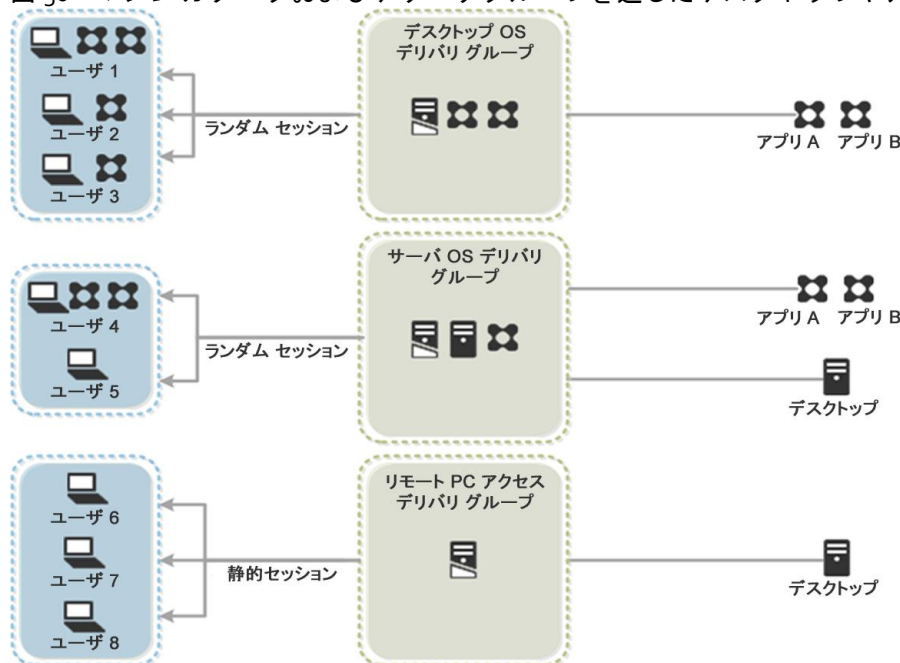 デスクトップ OS
デリバリ グループ
ユーザ 1
ユーザ 2
ユーザ 3
ランダム セッション
アプリ A アプリ B
サーバ OS デリバリ
グループ
ユーザ 4
ユーザ 5
ランダム セッション
アプリ A アプリ B
デスクトップ
リモート PC アクセス
デリバリ グループ
ユーザ 6
ユーザ 7
ユーザ 8
静的セッション
デスクトップ